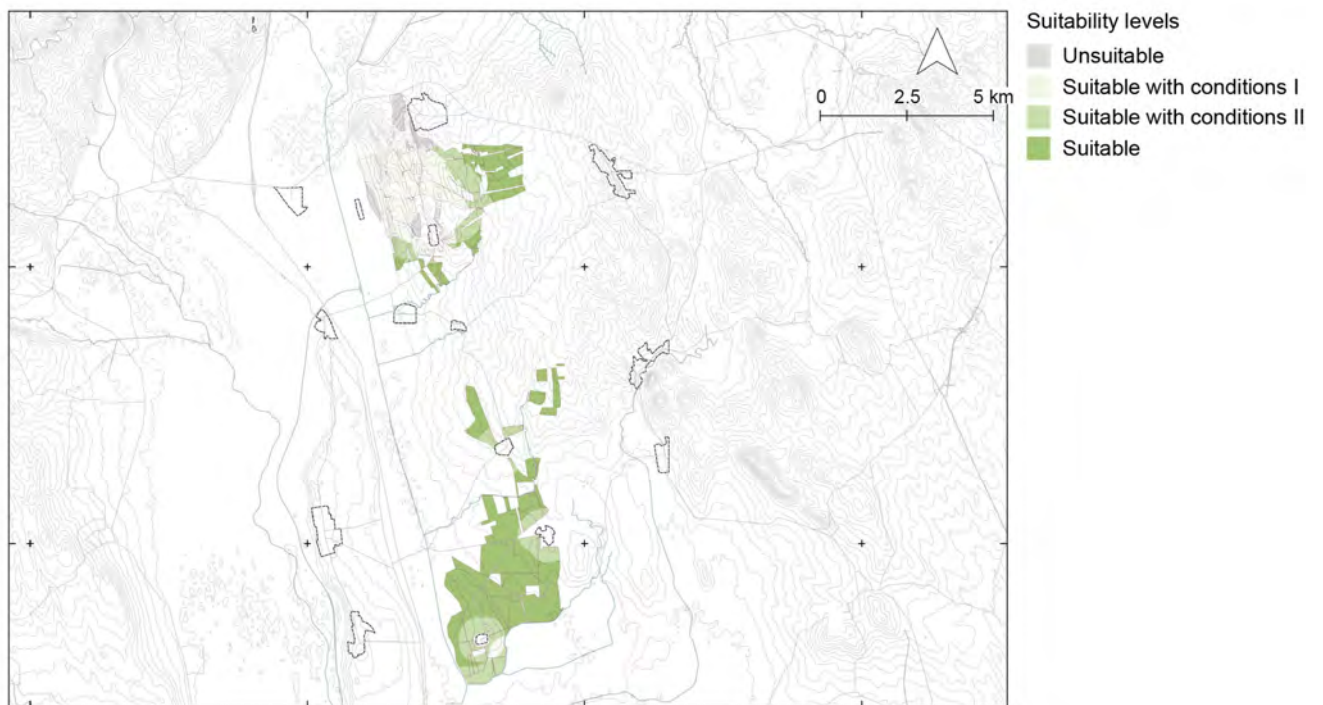 Suitability levels
Unsuitable
Suitable with conditions I
Suitable with conditions II
Suitable
0 2.5 5 km